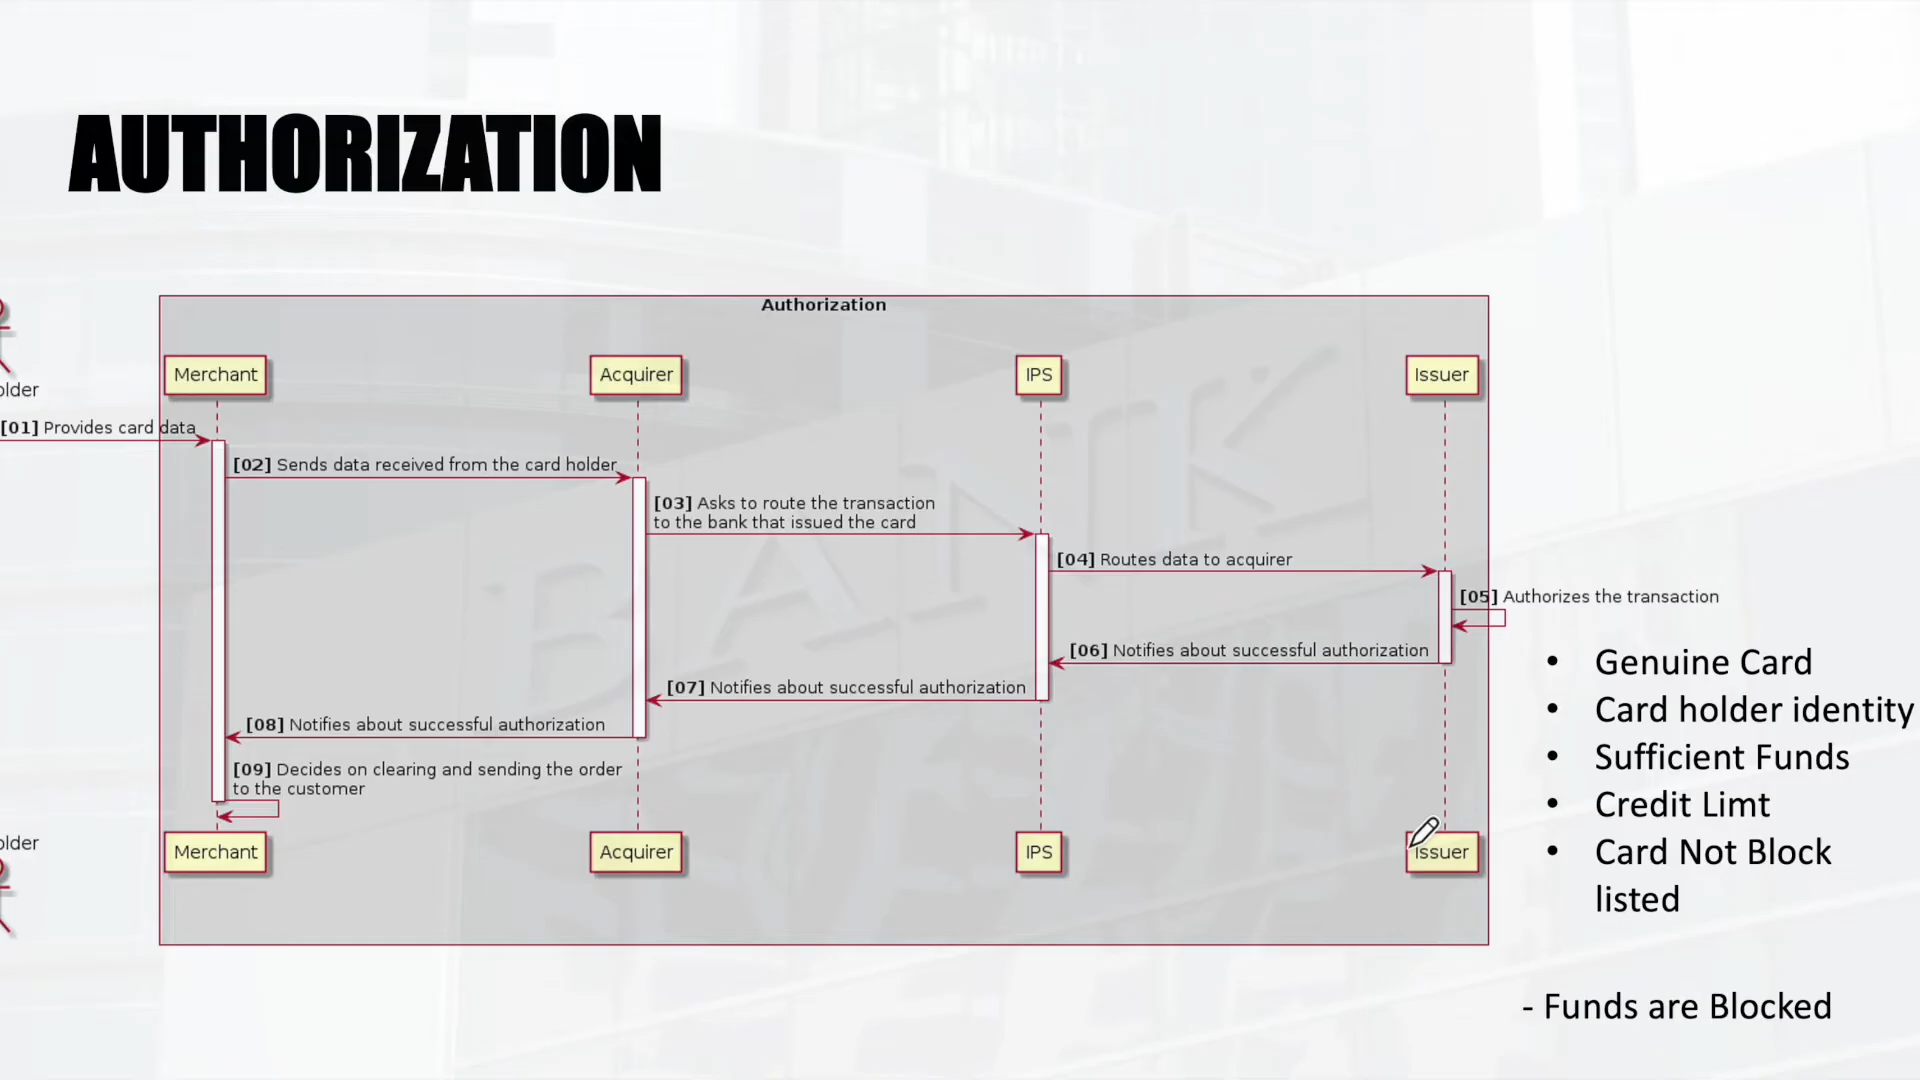 AUTHORIZATION
Authorization
Merchant
Acquirer
IPS
Issuer
older
[01] Provides card data
[02] Sends data received from the card holder
[03] Asks to route the transaction
to the bank that issued the card
[04] Routes data to acquirer
[05] Authorizes the transaction
[06] Notifies about successful authorization
[07] Notifies about successful authorization
[08] Notifies about successful authorization
[09] Decides on clearing and sending the order
to the customer
older
Merchant
Acquirer
IPS
Issuer
• Genuine Card
• Card holder identity
• Sufficient Funds
• Credit Limt
• Card Not Block
listed
- Funds are Blocked
BANK